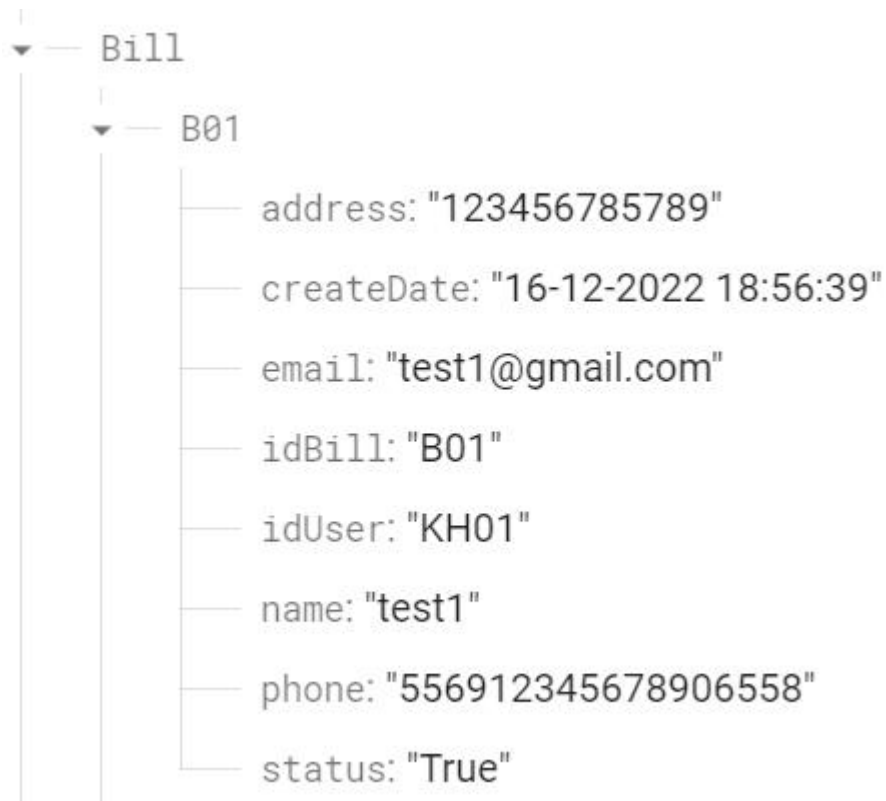 Bill
B01
address: "123456785789"
createDate: "16-12-2022 18:56:39"
email: "test1@gmail.com"
idBill: "B01"
idUser: "KH01"
name: "test1"
phone: "556912345678906558"
status: "True"